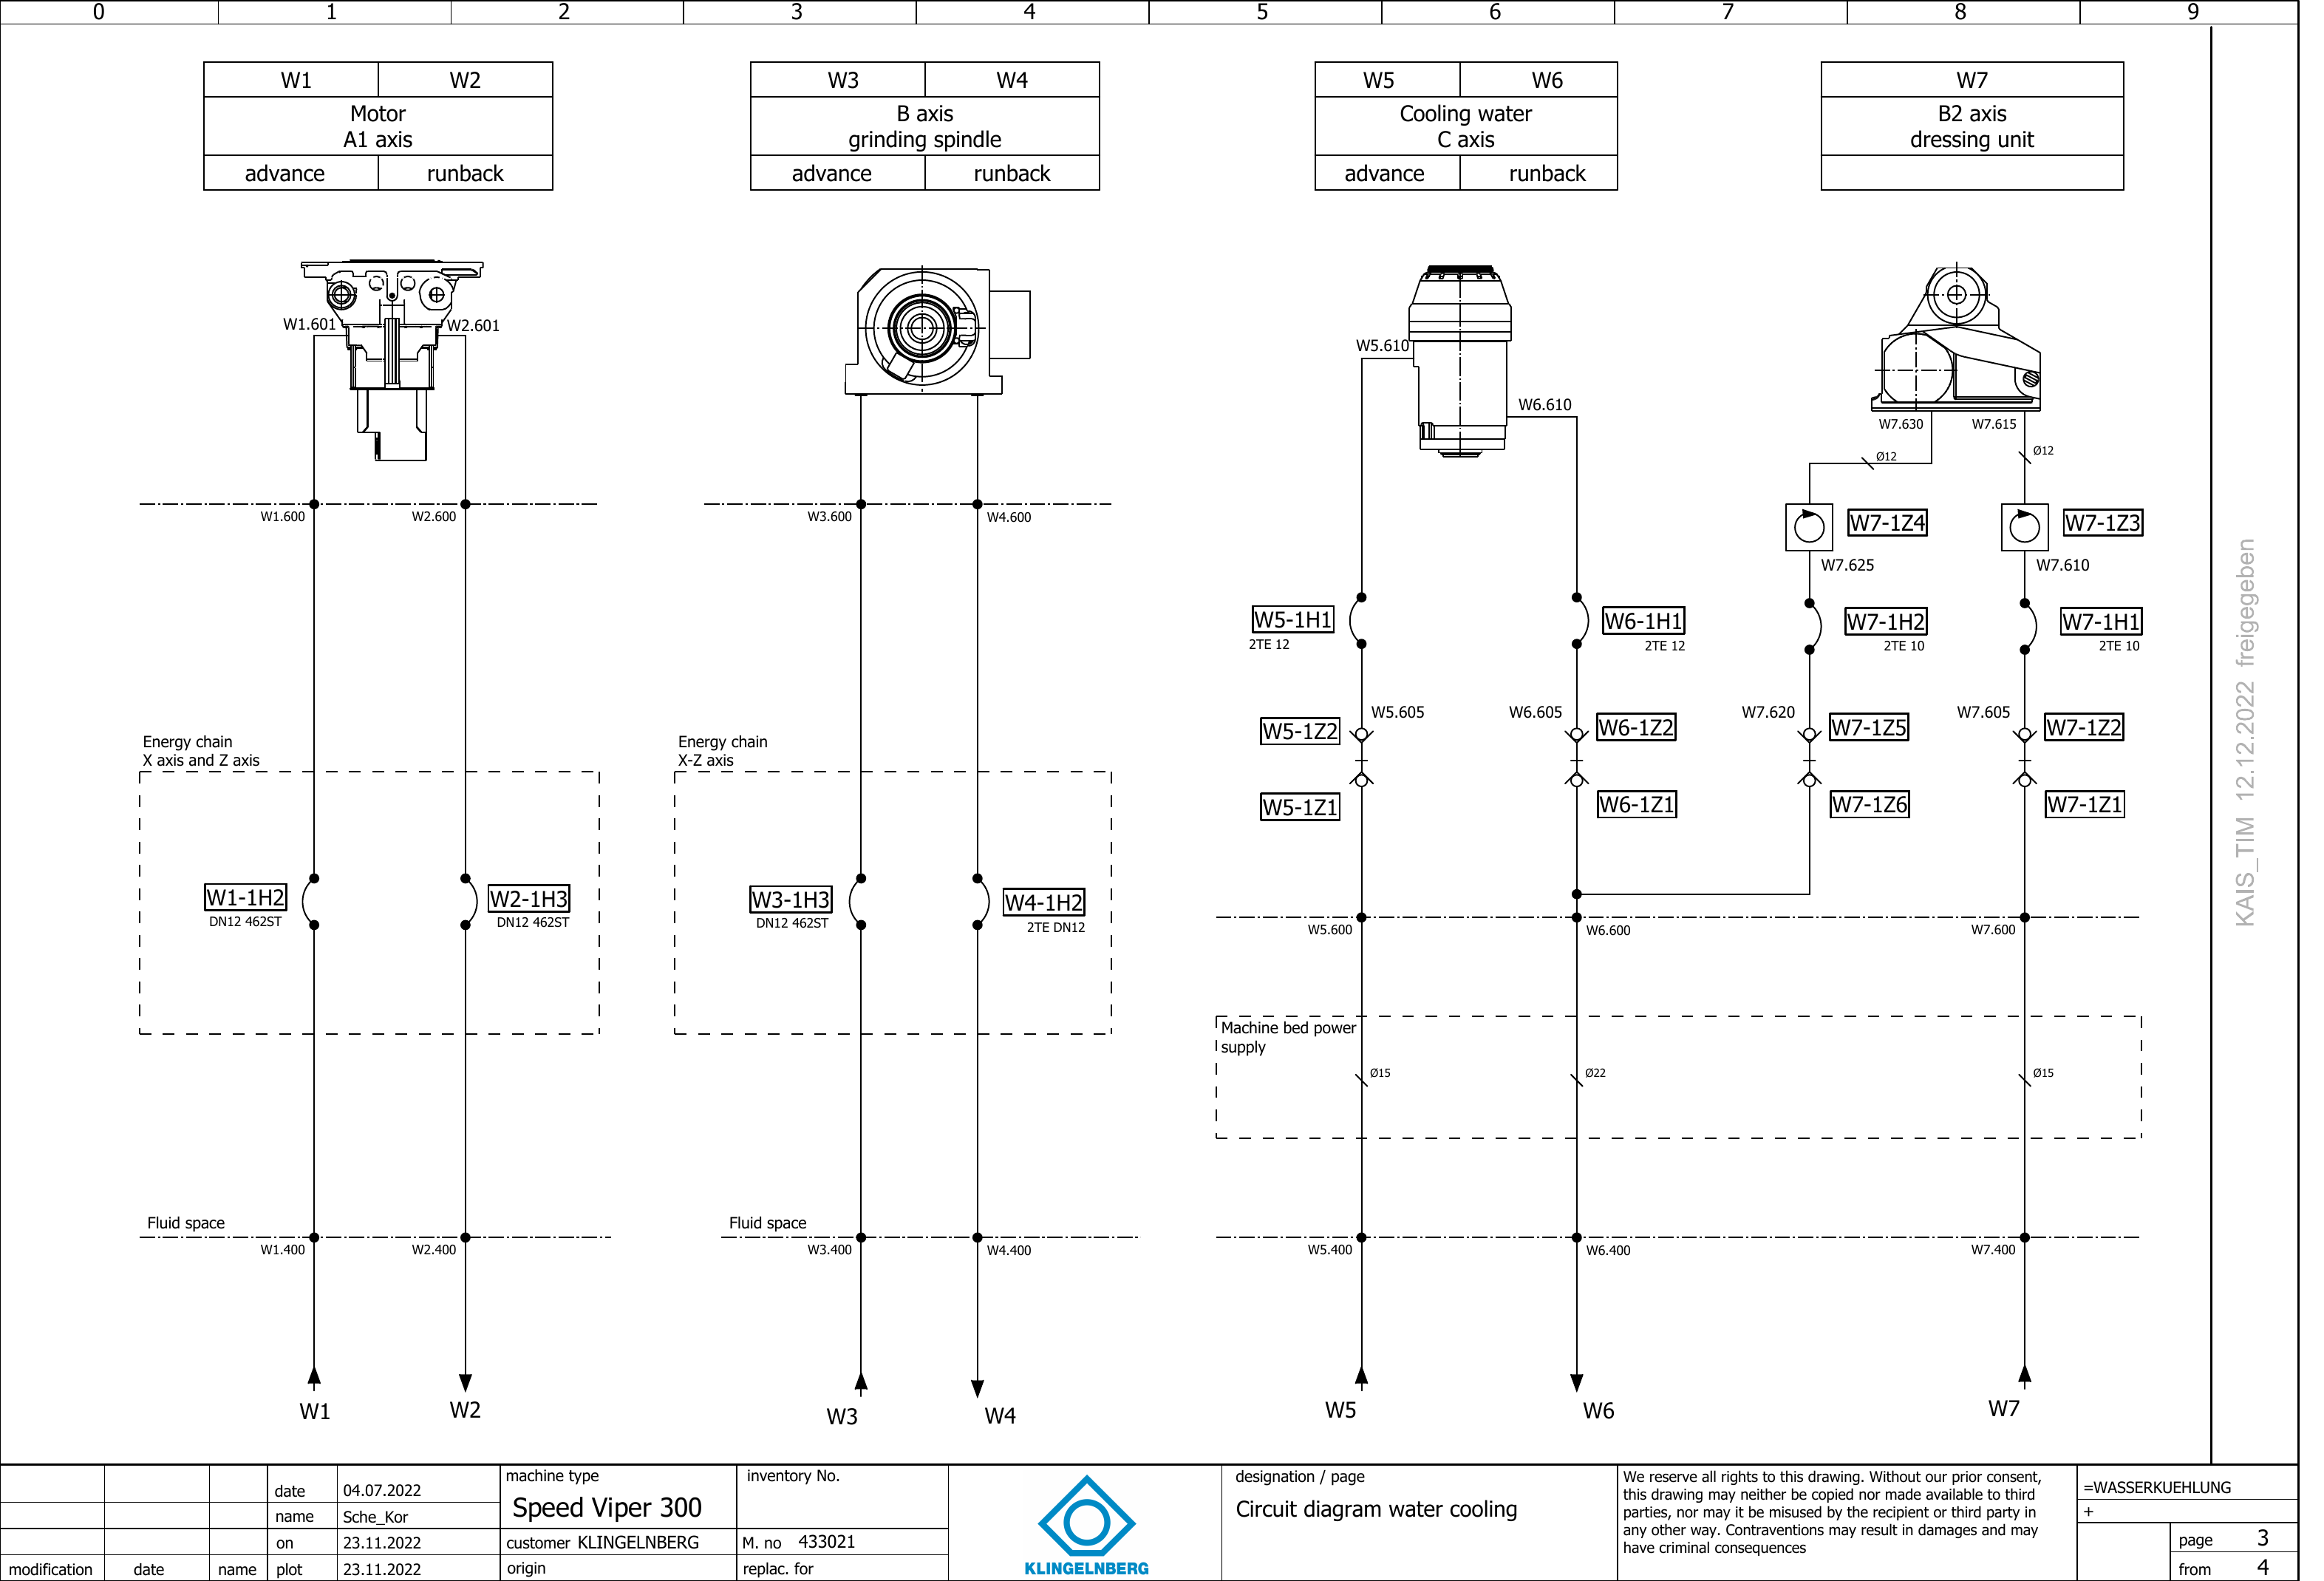 0 1 2 3 4 5 6 7 8 9
W1 W2
Motor
A1 axis
advance runback
W3 W4
B axis
grinding spindle
advance runback
W5 W6
Cooling water
C axis
advance runback
W7
B2 axis
dressing unit
W1.601 W2.601
W5.610
W6.610
W7.630 W7.615
Ø12 Ø12
W1.600 W2.600 W3.600 W4.600
W7-1Z4 W7-1Z3
W7.625 W7.610
W5-1H1 W6-1H1 W7-1H2 W7-1H1
2TE 12 2TE 12 2TE 10 2TE 10
W5.605 W6.605 W7.620 W7.605
W5-1Z2 W6-1Z2 W7-1Z5 W7-1Z2
Energy chain
X axis and Z axis
Energy chain
X-Z axis
W5-1Z1 W6-1Z1 W7-1Z6 W7-1Z1
W1-1H2 W2-1H3 W3-1H3 W4-1H2
DN12 462ST DN12 462ST DN12 462ST 2TE DN12
W5.600 W6.600 W7.600
Machine bed power
supply
Ø15 Ø22 Ø15
Fluid space Fluid space
W1.400 W2.400 W3.400 W4.400 W5.400 W6.400 W7.400
W1 W2 W3 W4 W5 W6 W7
KAIS_TIM 12.12.2022 freigegeben
modification date name
date 04.07.2022
name Sche_Kor
on 23.11.2022
plot 23.11.2022
machine type
Speed Viper 300
customer KLINGELNBERG
origin
inventory No.
M. no 433021
replac. for
KLINGELNBERG
designation / page
Circuit diagram water cooling
We reserve all rights to this drawing. Without our prior consent,
this drawing may neither be copied nor made available to third
parties, nor may it be misused by the recipient or third party in
any other way. Contraventions may result in damages and may
have criminal consequences
=WASSERKUEHLUNG
+
page 3
from 4